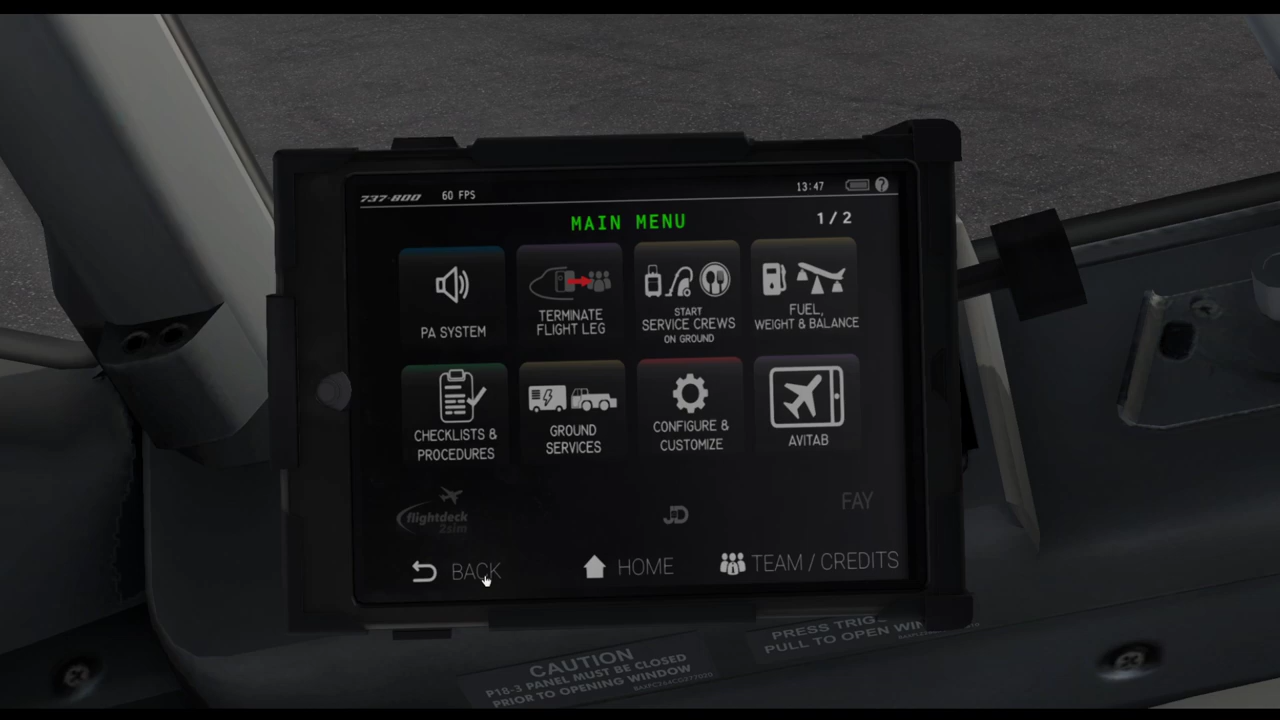 737-800 60 FPS 13:47 ?
MAIN MENU 1 / 2
PA SYSTEM
TERMINATE
FLIGHT LEG
START
SERVICE CREWS
ON GROUND
FUEL,
WEIGHT & BALANCE
CHECKLISTS &
PROCEDURES
GROUND
SERVICES
CONFIGURE &
CUSTOMIZE
AVITAB
flightdeck
2sim
JD
FAY
BACK HOME TEAM / CREDITS
CAUTION
P18-3 PANEL MUST BE CLOSED
PRIOR TO OPENING WINDOW
PRESS
PULL TO OPEN